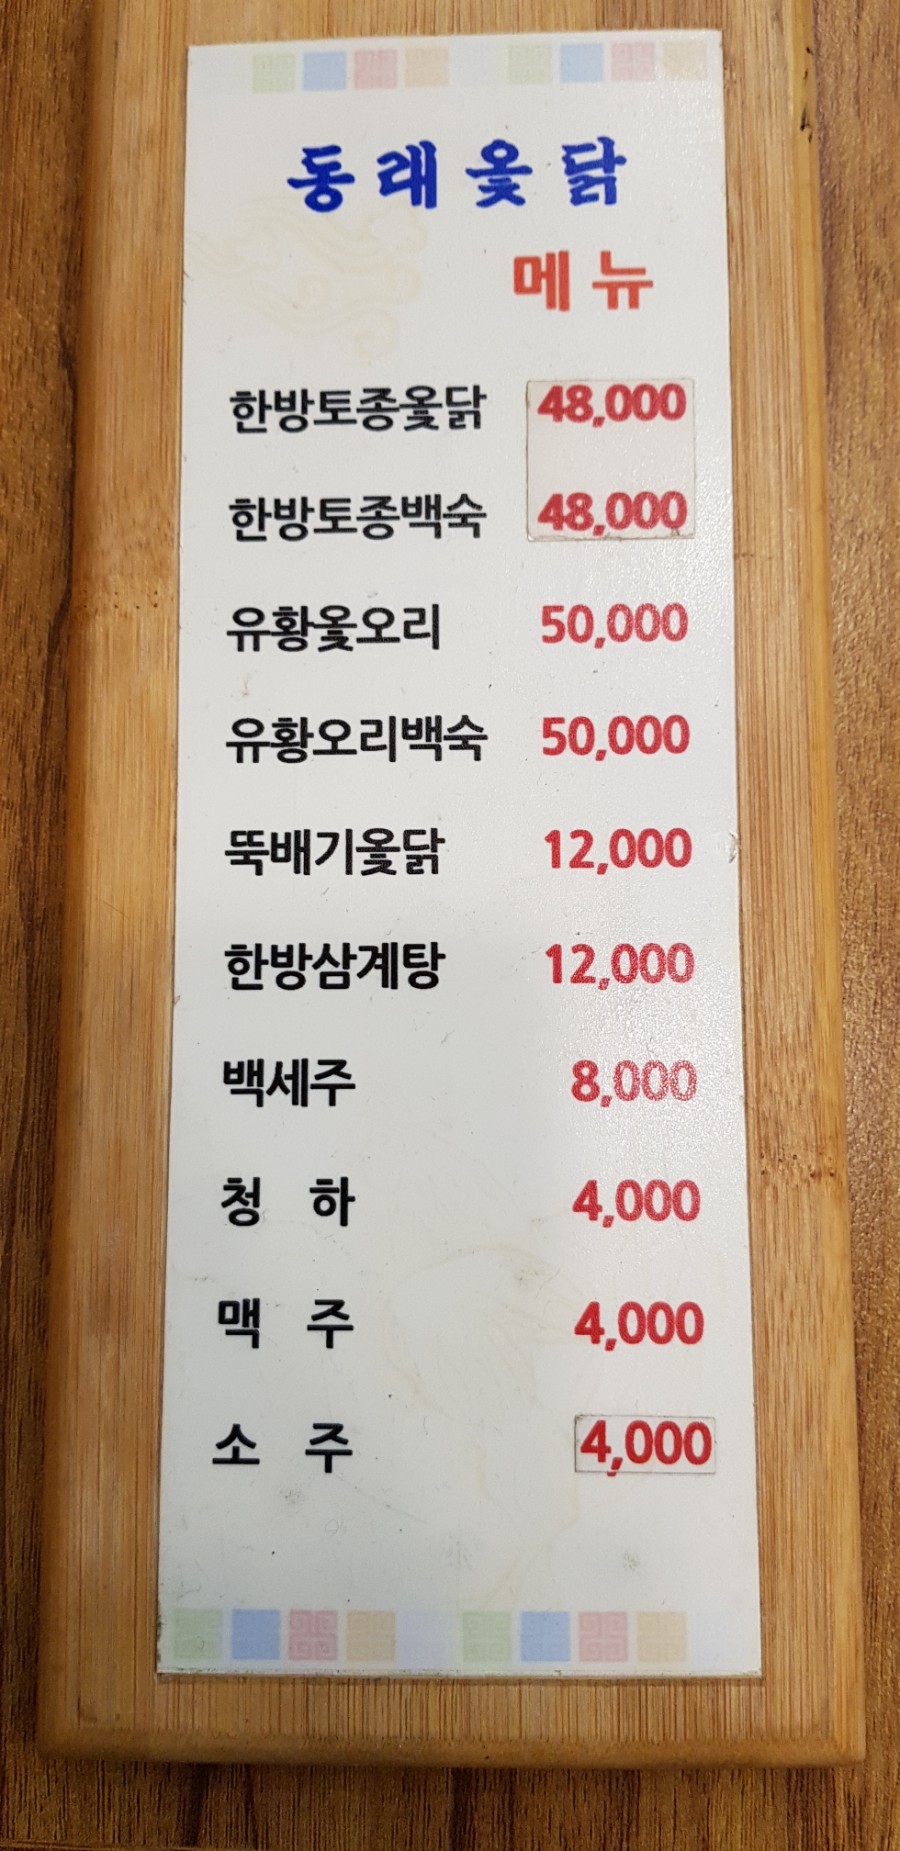 동래옻닭
메뉴
한방토종옻닭 48,000
한방토종백숙 48,000
유황옻오리 50,000
유황오리백숙 50,000
뚝배기옻닭 12,000
한방삼계탕 12,000
백세주 8,000
청 하 4,000
맥 주 4,000
소 주 4,000